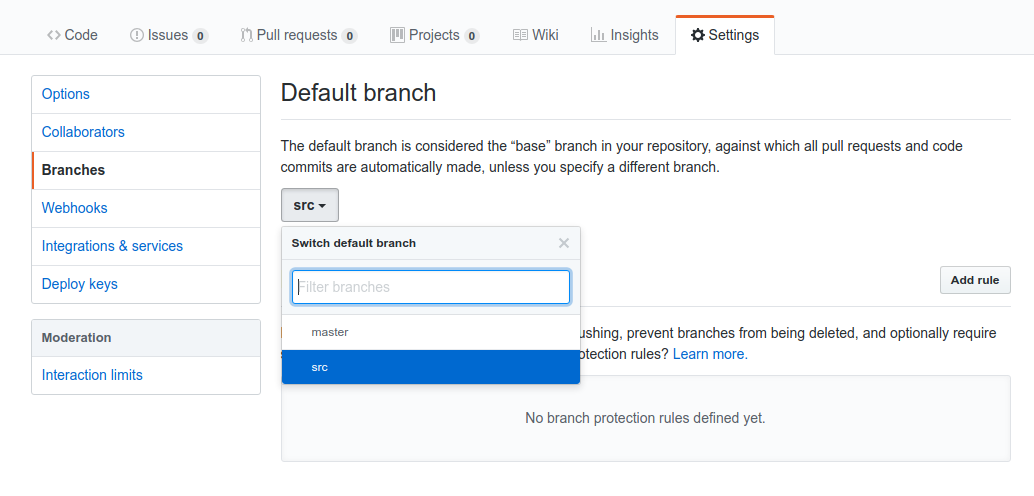 Code Issues 0 Pull requests 0 Projects 0 Wiki Insights Settings
Options
Collaborators
Branches
Webhooks
Integrations & services
Deploy keys
Moderation
Interaction limits
Default branch
The default branch is considered the “base” branch in your repository, against which all pull requests and code
commits are automatically made, unless you specify a different branch.
src
Switch default branch
Filter branches
master
src
Add rule
ushing, prevent branches from being deleted, and optionally require
otection rules? Learn more.
No branch protection rules defined yet.